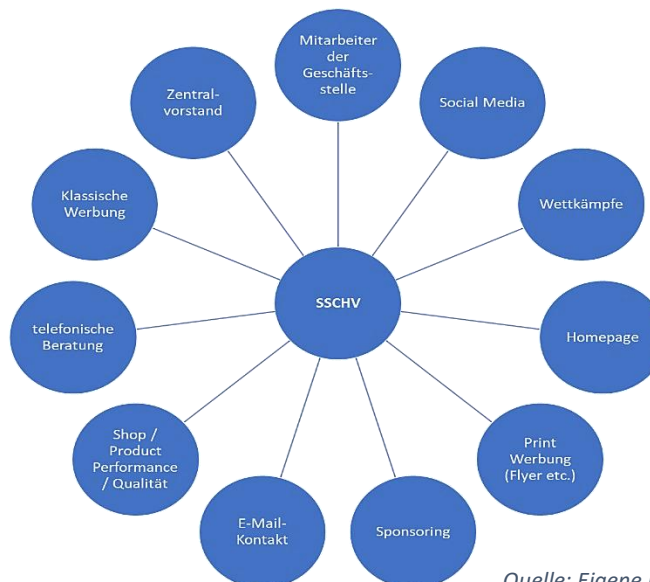 Mitarbeiter
der
Geschäfts-
stelle
Social Media
Wettkämpfe
Homepage
Print
Werbung
(Flyer etc.)
Sponsoring
E-Mail-
Kontakt
Shop /
Product
Performance
/ Qualität
telefonische
Beratung
Klassische
Werbung
Zentral-
vorstand
SSCHV
Quelle: Eigene